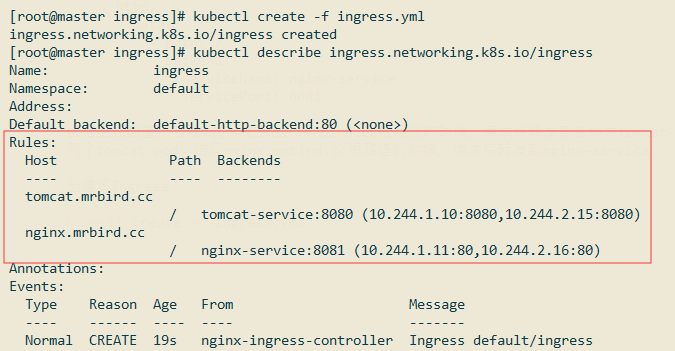 [root@master ingress]# kubectl create -f ingress.yml
ingress.networking.k8s.io/ingress created
[root@master ingress]# kubectl describe ingress.networking.k8s.io/ingress
Name:             ingress
Namespace:        default
Address:
Default backend:  default-http-backend:80 (<none>)
Rules:
  Host             Path  Backends
  ----             ----  --------
  tomcat.mrbird.cc
                   /   tomcat-service:8080 (10.244.1.10:8080,10.244.2.15:8080)
  nginx.mrbird.cc
                   /   nginx-service:8081 (10.244.1.11:80,10.244.2.16:80)
Annotations:
Events:
  Type    Reason  Age   From                      Message
  ----    ------  ----  ----                      -------
  Normal  CREATE  19s   nginx-ingress-controller  Ingress default/ingress